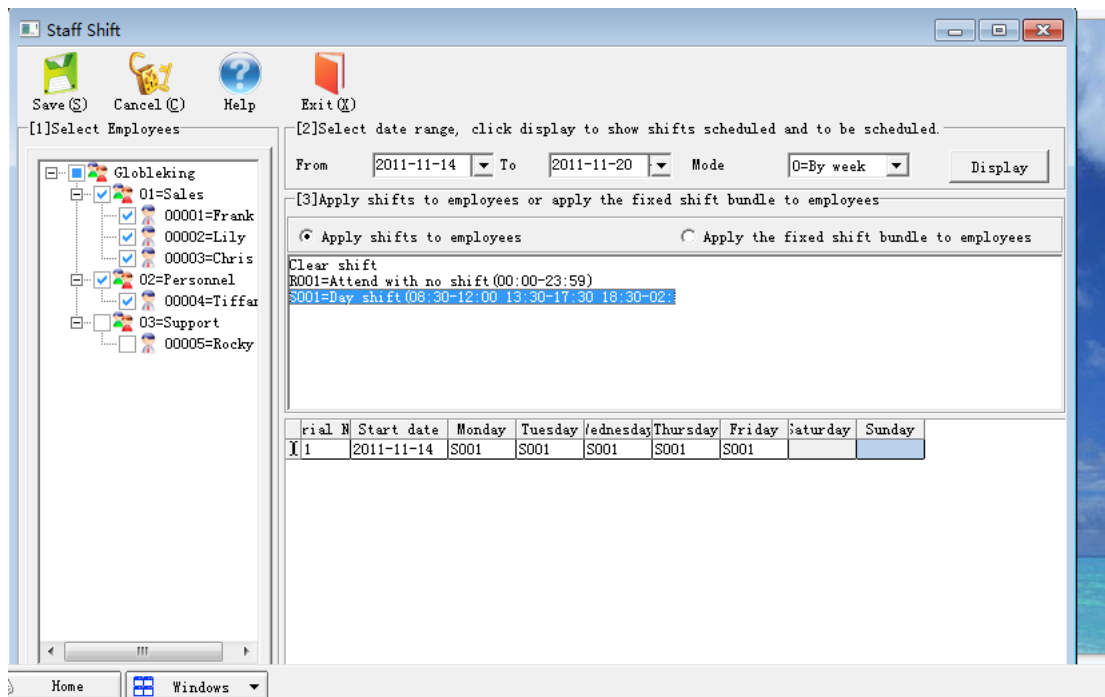 Staff Shift
Save(S) Cancel(C) Help Exit(X)
[1]Select Employees
Globleking
01=Sales
00001=Frank
00002=Lily
00003=Chris
02=Personnel
00004=Tiffar
03=Support
00005=Rocky
[2]Select date range, click display to show shifts scheduled and to be scheduled.
From 2011-11-14 To 2011-11-20 Mode 0=By week Display
[3]Apply shifts to employees or apply the fixed shift bundle to employees
Apply shifts to employees Apply the fixed shift bundle to employees
Clear shift
R001=Attend with no shift(00:00-23:59)
S001=Day shift(08:30-12:00 13:30-17:30 18:30-02:
rial N Start date Monday Tuesday Wednesday Thursday Friday Saturday Sunday
1 2011-11-14 S001 S001 S001 S001 S001
Home Windows